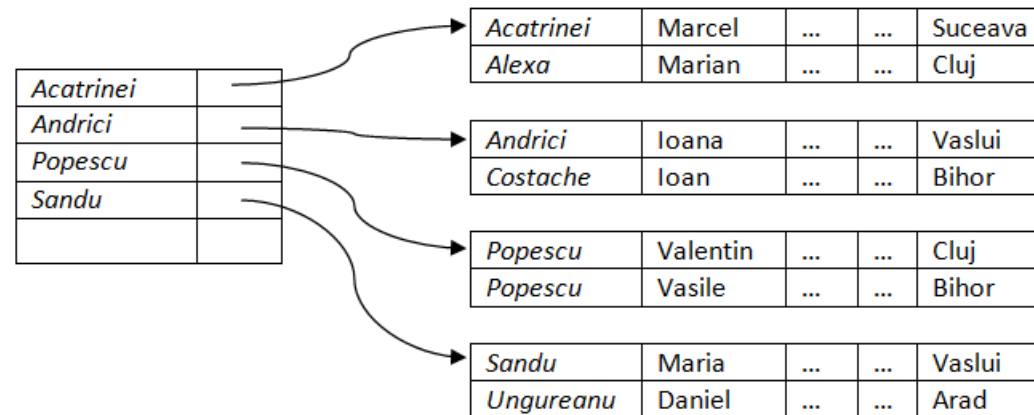 Acatrinei
Andrici
Popescu
Sandu
Acatrinei Marcel ... ... Suceava
Alexa Marian ... ... Cluj
Andrici Ioana ... ... Vaslui
Costache Ioan ... ... Bihor
Popescu Valentin ... ... Cluj
Popescu Vasile ... ... Bihor
Sandu Maria ... ... Vaslui
Ungureanu Daniel ... ... Arad